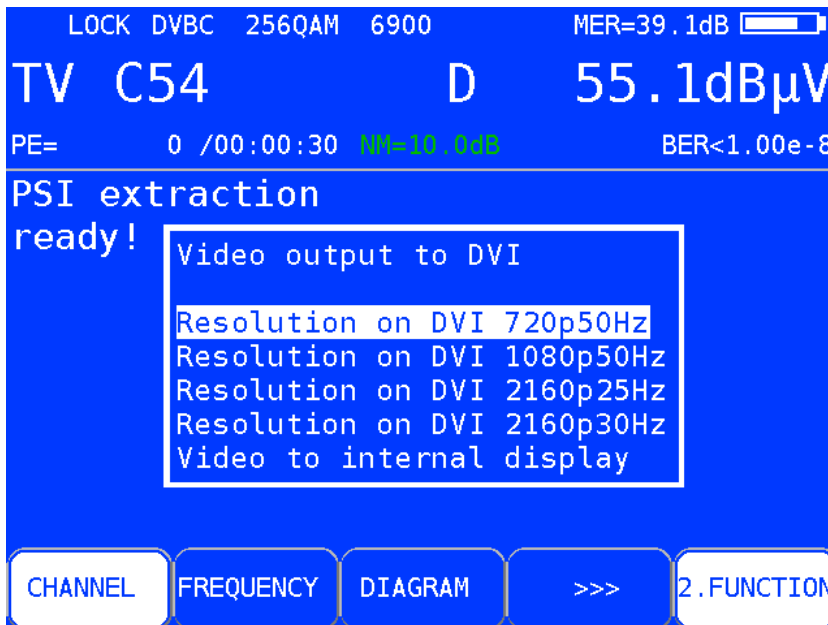 LOCK DVBC 256QAM 6900 MER=39.1dB
TV C54 D 55.1dBµV
PE= 0 /00:00:30 NM=10.0dB BER<1.00e-8
PSI extraction
ready!
Video output to DVI
Resolution on DVI 720p50Hz
Resolution on DVI 1080p50Hz
Resolution on DVI 2160p25Hz
Resolution on DVI 2160p30Hz
Video to internal display
CHANNEL FREQUENCY DIAGRAM >>> 2.FUNCTION